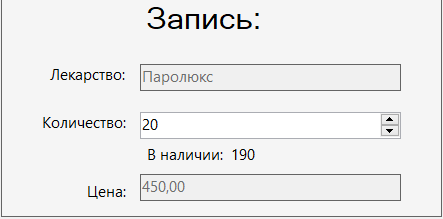 Запись:
Лекарство: Паролюкс
Количество: 20
В наличии: 190
Цена: 450,00